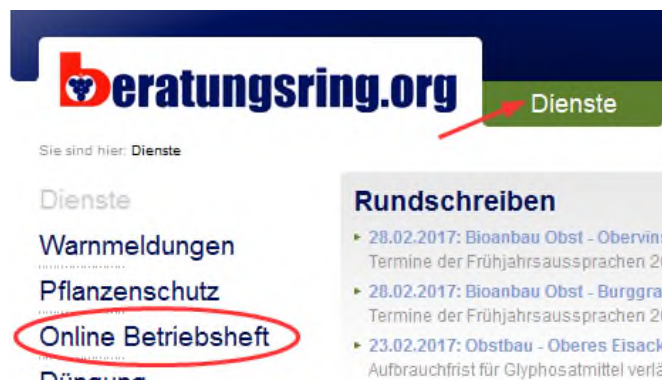 beratungsring.org
Dienste
Sie sind hier: Dienste
Dienste
Warnmeldungen
Pflanzenschutz
Online Betriebsheft
Düngung
Rundschreiben
28.02.2017: Bioanbau Obst - Obervins
Termine der Frühjahrsaussprachen 20
28.02.2017: Bioanbau Obst - Burggra
Termine der Frühjahrsaussprachen 20
23.02.2017: Obstbau - Oberes Eisack
Aufbrauchfrist für Glyphosatmittel verlä